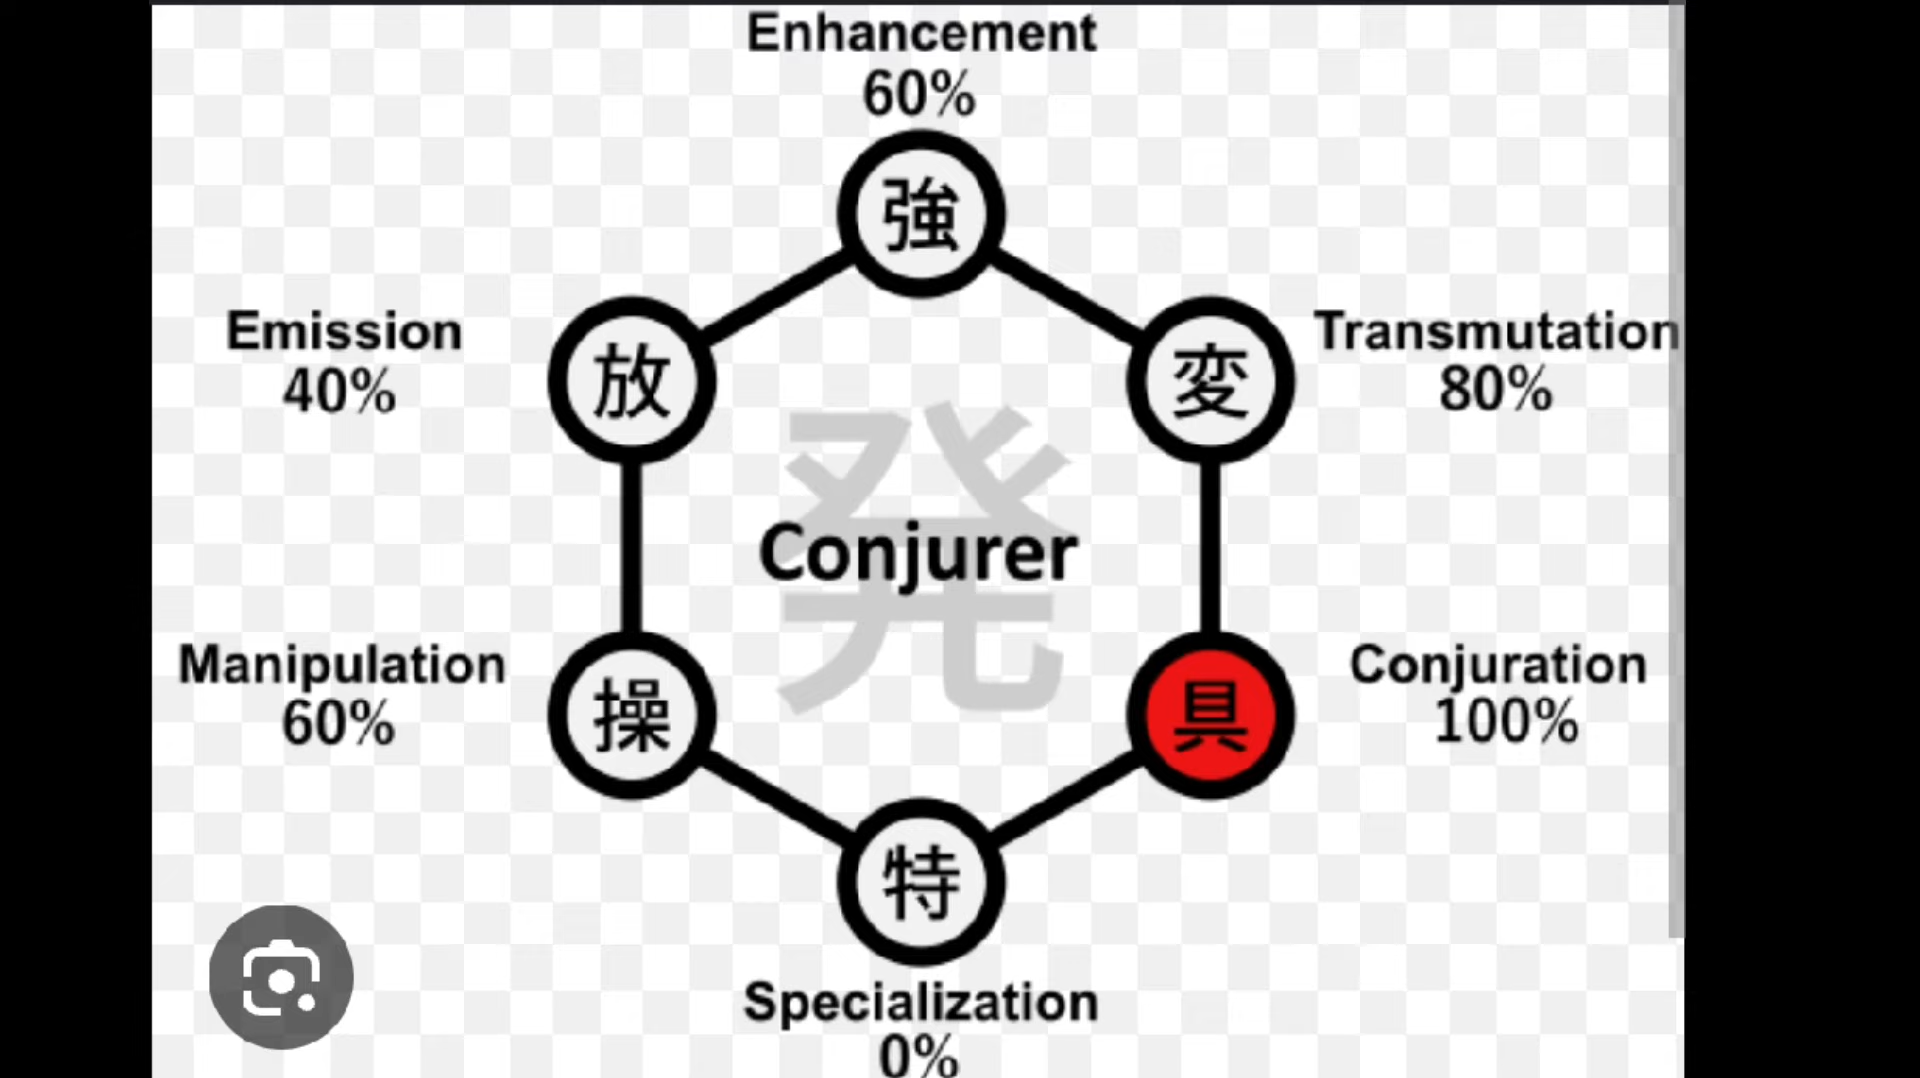 Enhancement
60%
強
Emission
40%
放
変
Transmutation
80%
発
Conjurer
Manipulation
60%
操
具
Conjuration
100%
特
Specialization
0%